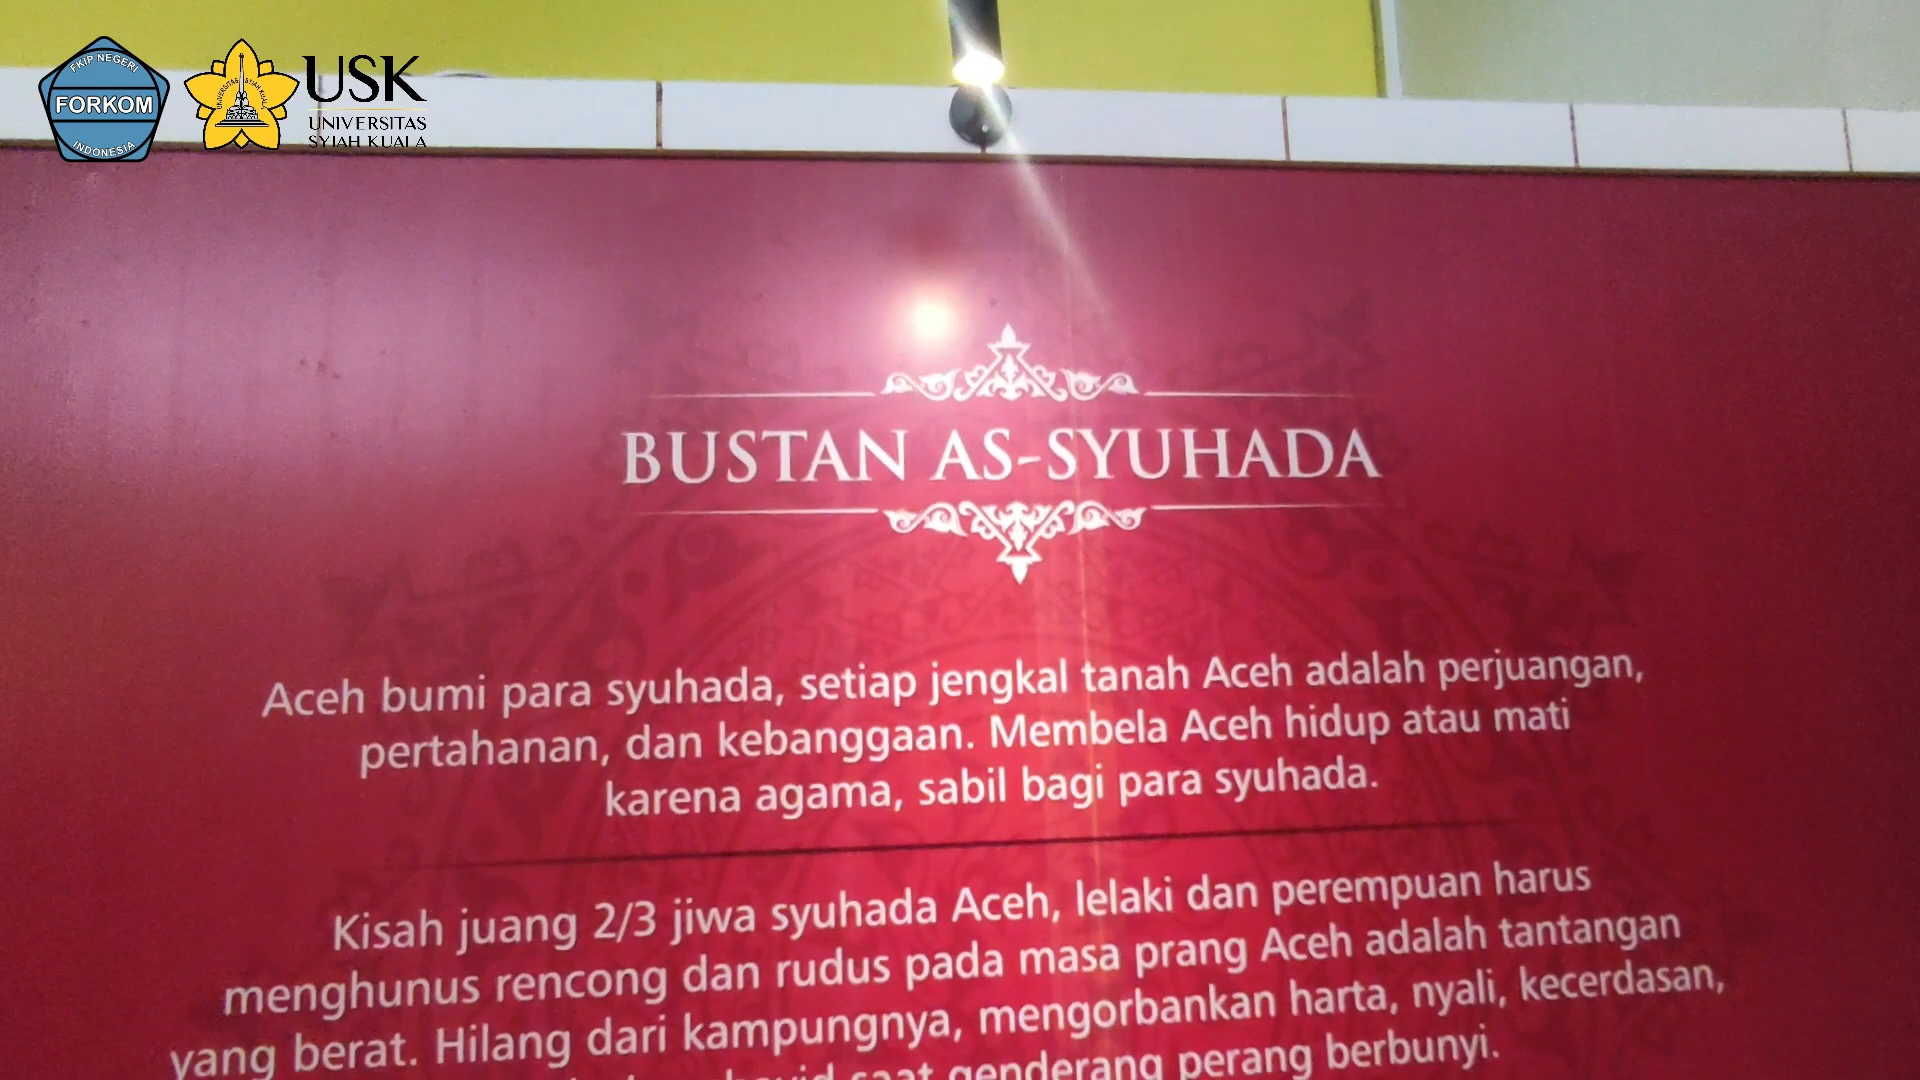 FKIP NEGERI
FORKOM
INDONESIA
UNIVERSITAS SYIAH KUALA
USK
UNIVERSITAS
SYIAH KUALA
BUSTAN AS-SYUHADA
Aceh bumi para syuhada, setiap jengkal tanah Aceh adalah perjuangan,
pertahanan, dan kebanggaan. Membela Aceh hidup atau mati
karena agama, sabil bagi para syuhada.
Kisah juang 2/3 jiwa syuhada Aceh, lelaki dan perempuan harus
menghunus rencong dan rudus pada masa prang Aceh adalah tantangan
yang berat. Hilang dari kampungnya, mengorbankan harta, nyali, kecerdasan,
saat genderang perang berbunyi.